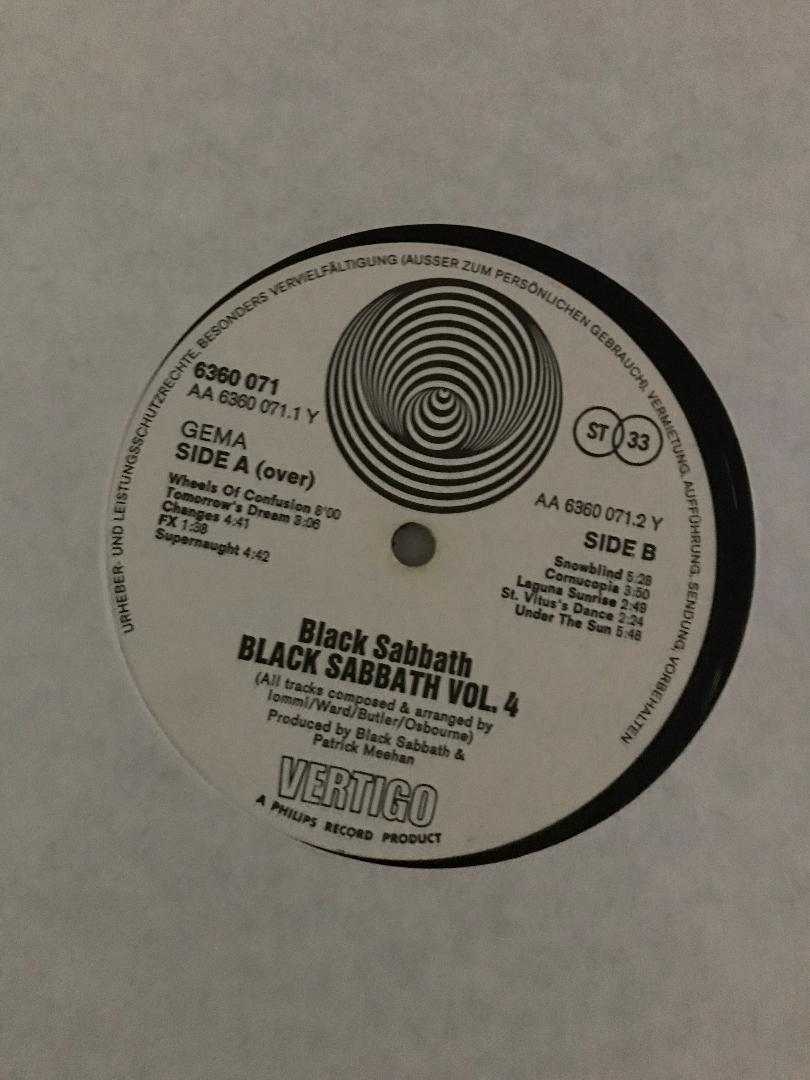 URHEBER- UND LEISTUNGSSCHUTZRECHTE, BESONDERS VERVIELFÄLTIGUNG (AUSSER ZUM PERSÖNLICHEN GEBRAUCH), VERMIETUNG, AUFFÜHRUNG, SENDUNG, VORBEHALTEN
6360 071
AA 6360 071.1 Y
GEMA
SIDE A (over)
Wheels Of Confusion 8'00
Tomorrow's Dream 3:06
Changes 4:41
FX 1:38
Supernaught 4:42
ST 33
AA 6360 071.2 Y
SIDE B
Snowblind 5:28
Cornucopia 3:50
Laguna Sunrise 2:49
St. Vitus's Dance 2:24
Under The Sun 5:48
Black Sabbath
BLACK SABBATH VOL. 4
(All tracks composed & arranged by
Iommi/Ward/Butler/Osbourne)
Produced by Black Sabbath &
Patrick Meehan
VERTIGO
A PHILIPS RECORD PRODUCT